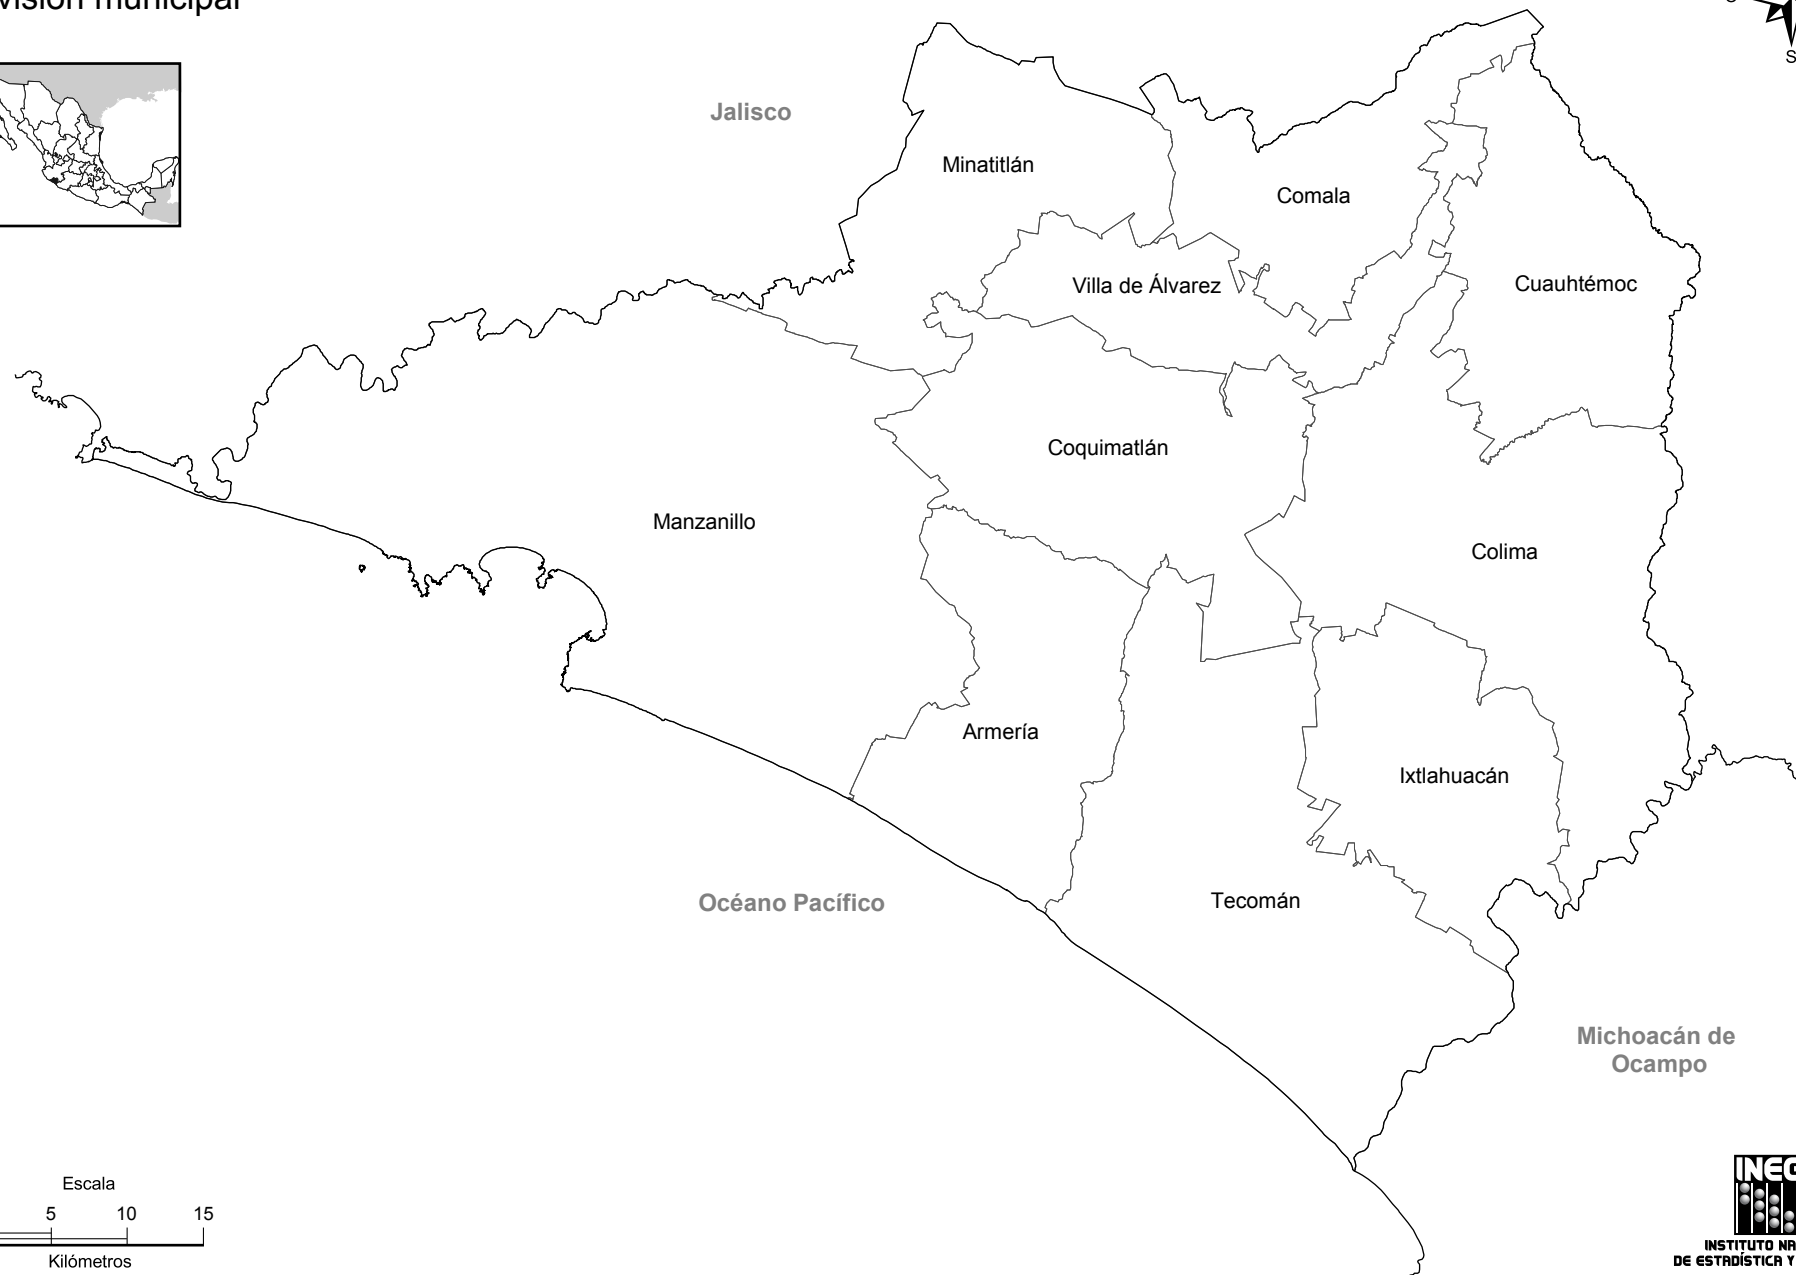 visión municipal
S
Jalisco
Minatitlán
Comala
Villa de Álvarez
Cuauhtémoc
Coquimatlán
Manzanillo
Colima
Armería
Ixtlahuacán
Tecomán
Océano Pacífico
Michoacán de
Ocampo
Escala
5 10 15
Kilómetros
INEG
INSTITUTO NA
DE ESTADÍSTICA Y